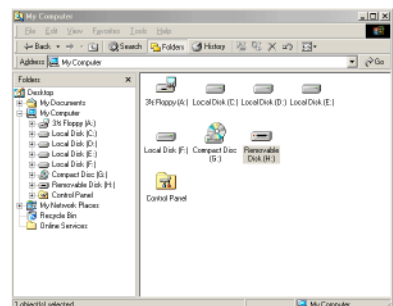 My Computer
File Edit View Favorites Tools Help
Back Search Folders History
Address My Computer Go
Folders
Desktop
My Documents
My Computer
3½ Floppy (A:)
Local Disk (C:)
Local Disk (D:)
Local Disk (E:)
Local Disk (F:)
Compact Disc (G:)
Removable Disk (H:)
Control Panel
My Network Places
Recycle Bin
Online Services
3½ Floppy (A:) Local Disk (C:) Local Disk (D:) Local Disk (E:)
Local Disk (F:) Compact Disc (G:) Removable Disk (H:)
Control Panel
1 object(s) selected My Computer